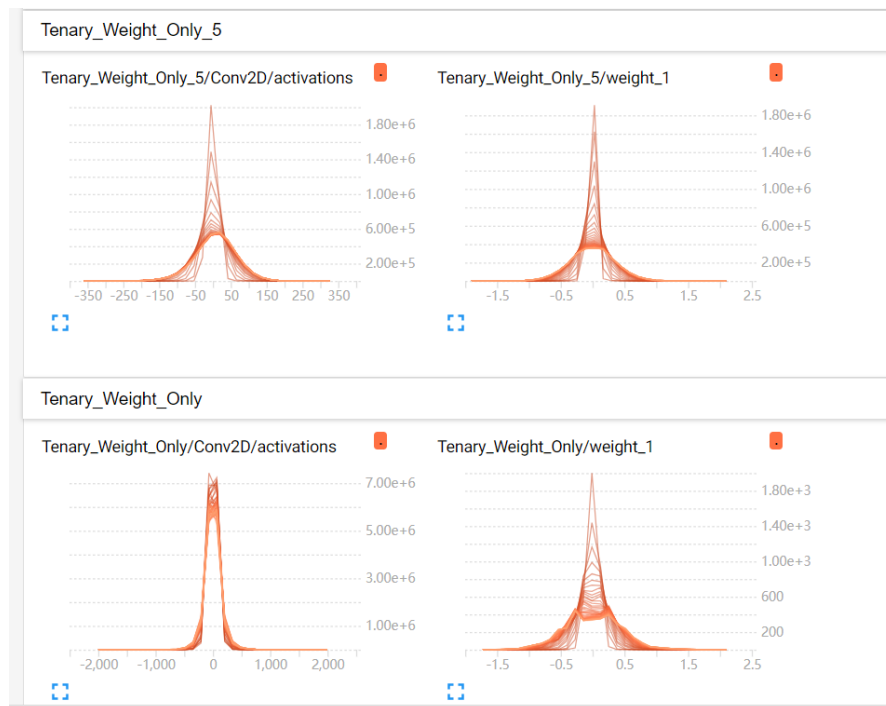 Tenary_Weight_Only_5
Tenary_Weight_Only_5/Conv2D/activations
Tenary_Weight_Only_5/weight_1
1.80e+6
1.40e+6
1.00e+6
6.00e+5
2.00e+5
-350 -250 -150 -50 50 150 250 350
1.80e+6
1.40e+6
1.00e+6
6.00e+5
2.00e+5
-1.5 -0.5 0.5 1.5 2.5
Tenary_Weight_Only
Tenary_Weight_Only/Conv2D/activations
Tenary_Weight_Only/weight_1
7.00e+6
5.00e+6
3.00e+6
1.00e+6
-2,000 -1,000 0 1,000 2,000
1.80e+3
1.40e+3
1.00e+3
600
200
-1.5 -0.5 0.5 1.5 2.5